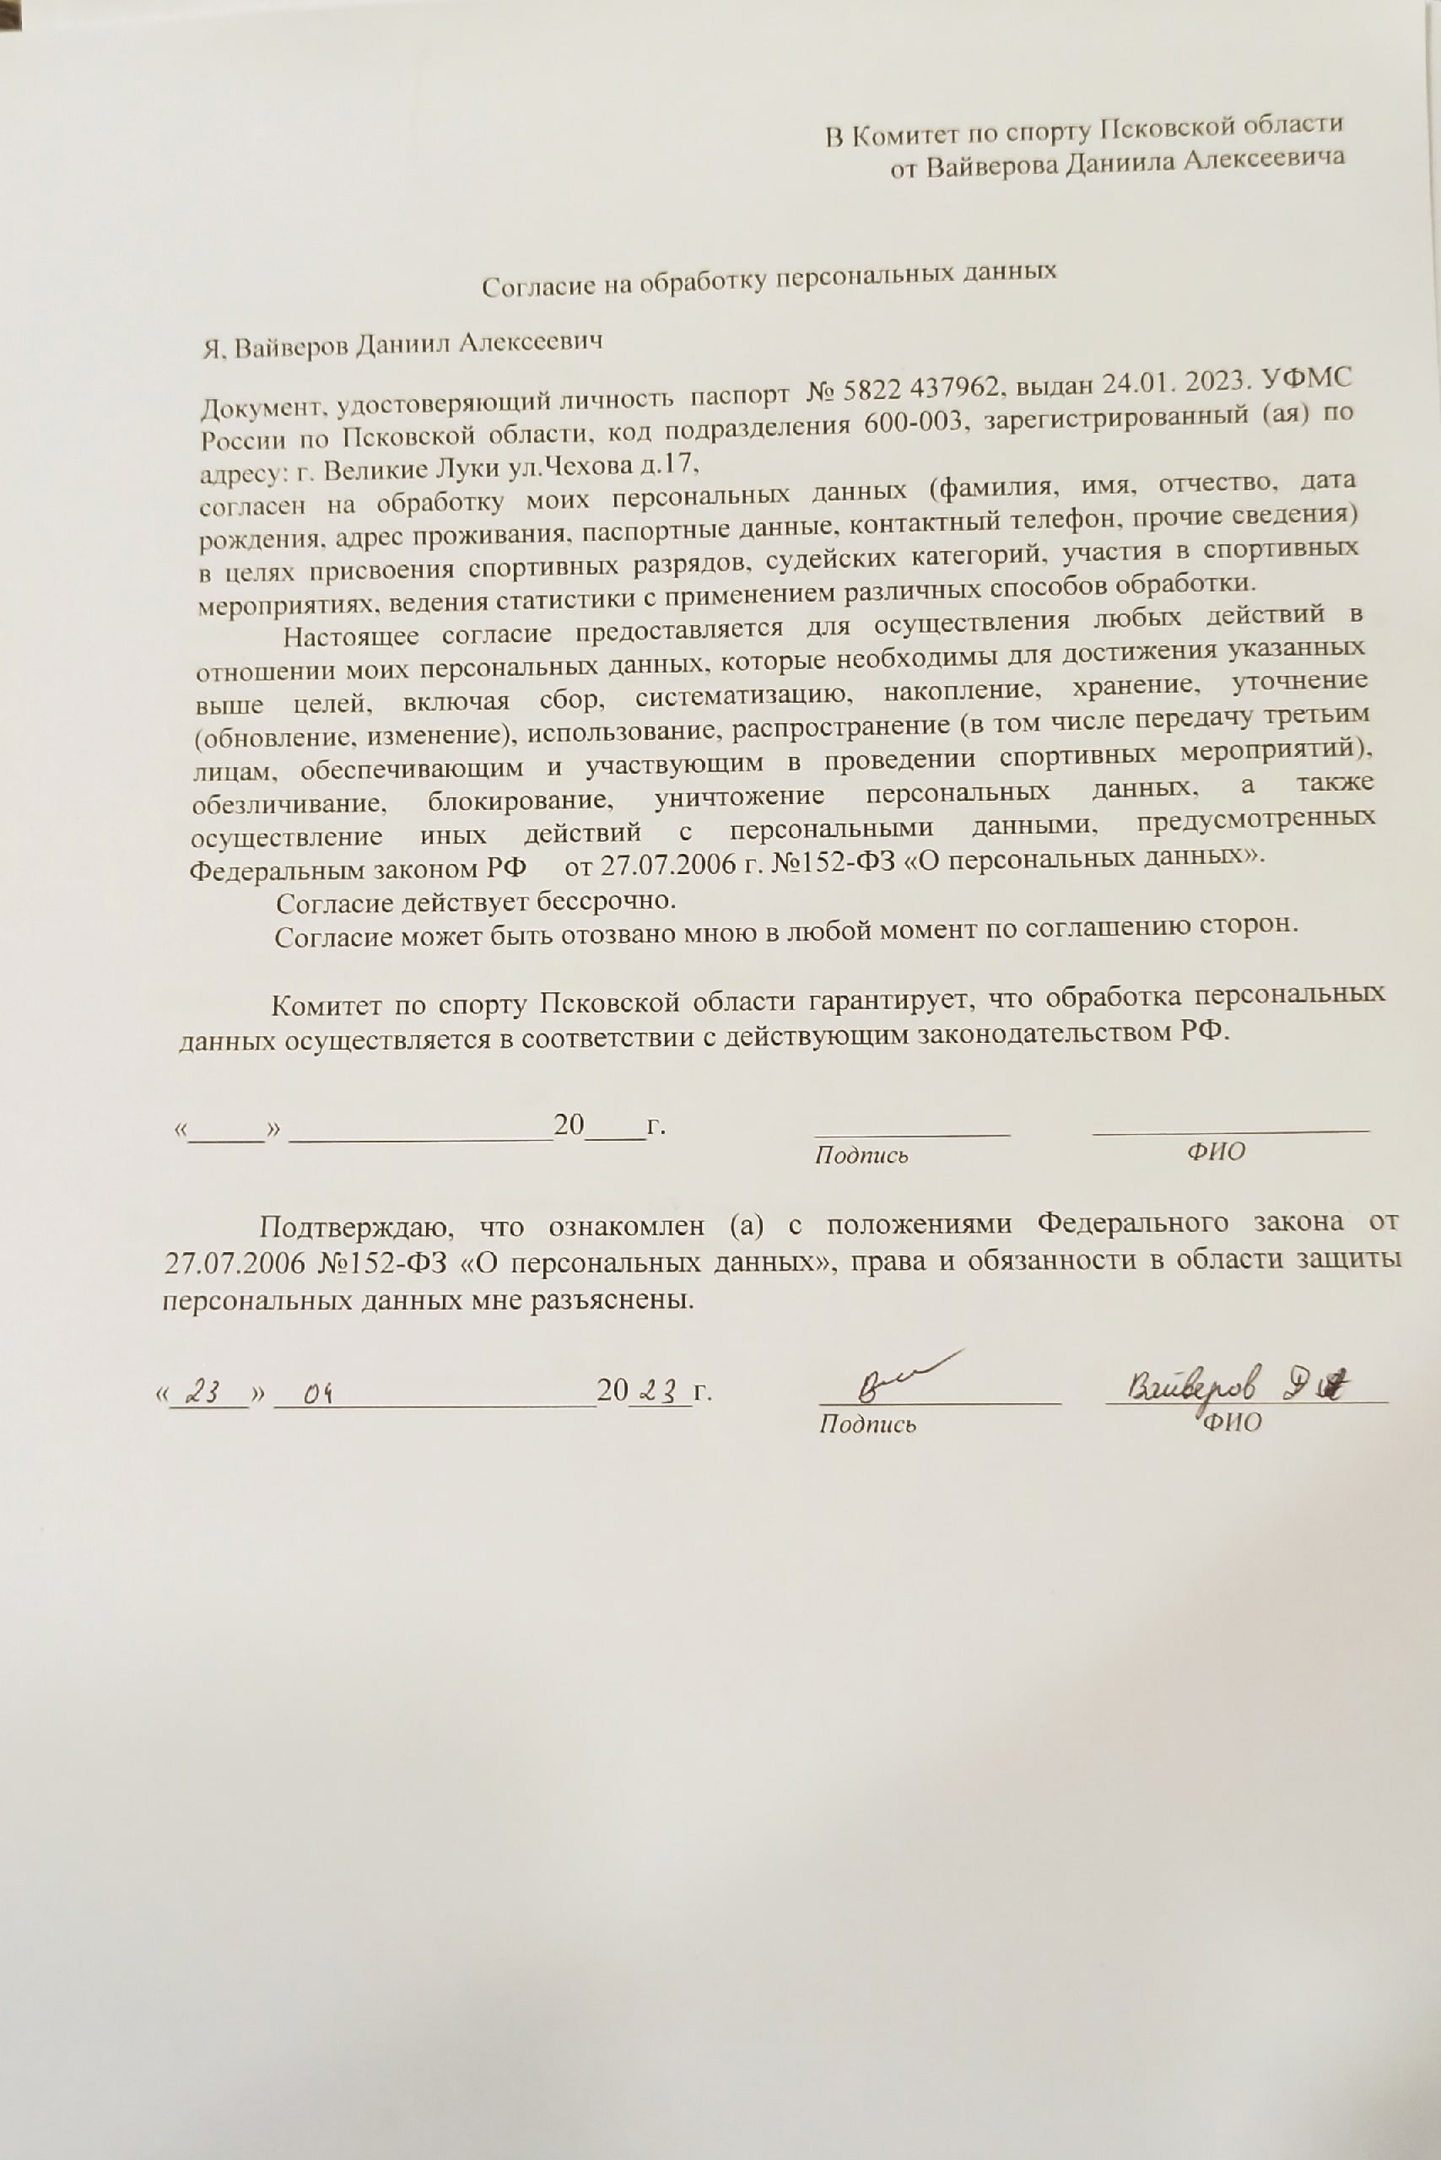 В Комитет по спорту Псковской области
от Вайверова Даниила Алексеевича
Согласие на обработку персональных данных
Я, Вайверов Даниил Алексеевич
Документ, удостоверяющий личность паспорт № 5822 437962, выдан 24.01. 2023. УФМС
России по Псковской области, код подразделения 600-003, зарегистрированный (ая) по
адресу: г. Великие Луки ул.Чехова д.17,
согласен на обработку моих персональных данных (фамилия, имя, отчество, дата
рождения, адрес проживания, паспортные данные, контактный телефон, прочие сведения)
в целях присвоения спортивных разрядов, судейских категорий, участия в спортивных
мероприятиях, ведения статистики с применением различных способов обработки.
Настоящее согласие предоставляется для осуществления любых действий в
отношении моих персональных данных, которые необходимы для достижения указанных
выше целей, включая сбор, систематизацию, накопление, хранение, уточнение
(обновление, изменение), использование, распространение (в том числе передачу третьим
лицам, обеспечивающим и участвующим в проведении спортивных мероприятий),
обезличивание, блокирование, уничтожение персональных данных, а также
осуществление иных действий с персональными данными, предусмотренных
Федеральным законом РФ от 27.07.2006 г. №152-ФЗ «О персональных данных».
Согласие действует бессрочно.
Согласие может быть отозвано мною в любой момент по соглашению сторон.
Комитет по спорту Псковской области гарантирует, что обработка персональных
данных осуществляется в соответствии с действующим законодательством РФ.
«_____» _________________20____г. _____________ __________________
Подпись ФИО
Подтверждаю, что ознакомлен (а) с положениями Федерального закона от
27.07.2006 №152-ФЗ «О персональных данных», права и обязанности в области защиты
персональных данных мне разъяснены.
«23» 04 2023 г. Вайверов Д А
Подпись ФИО